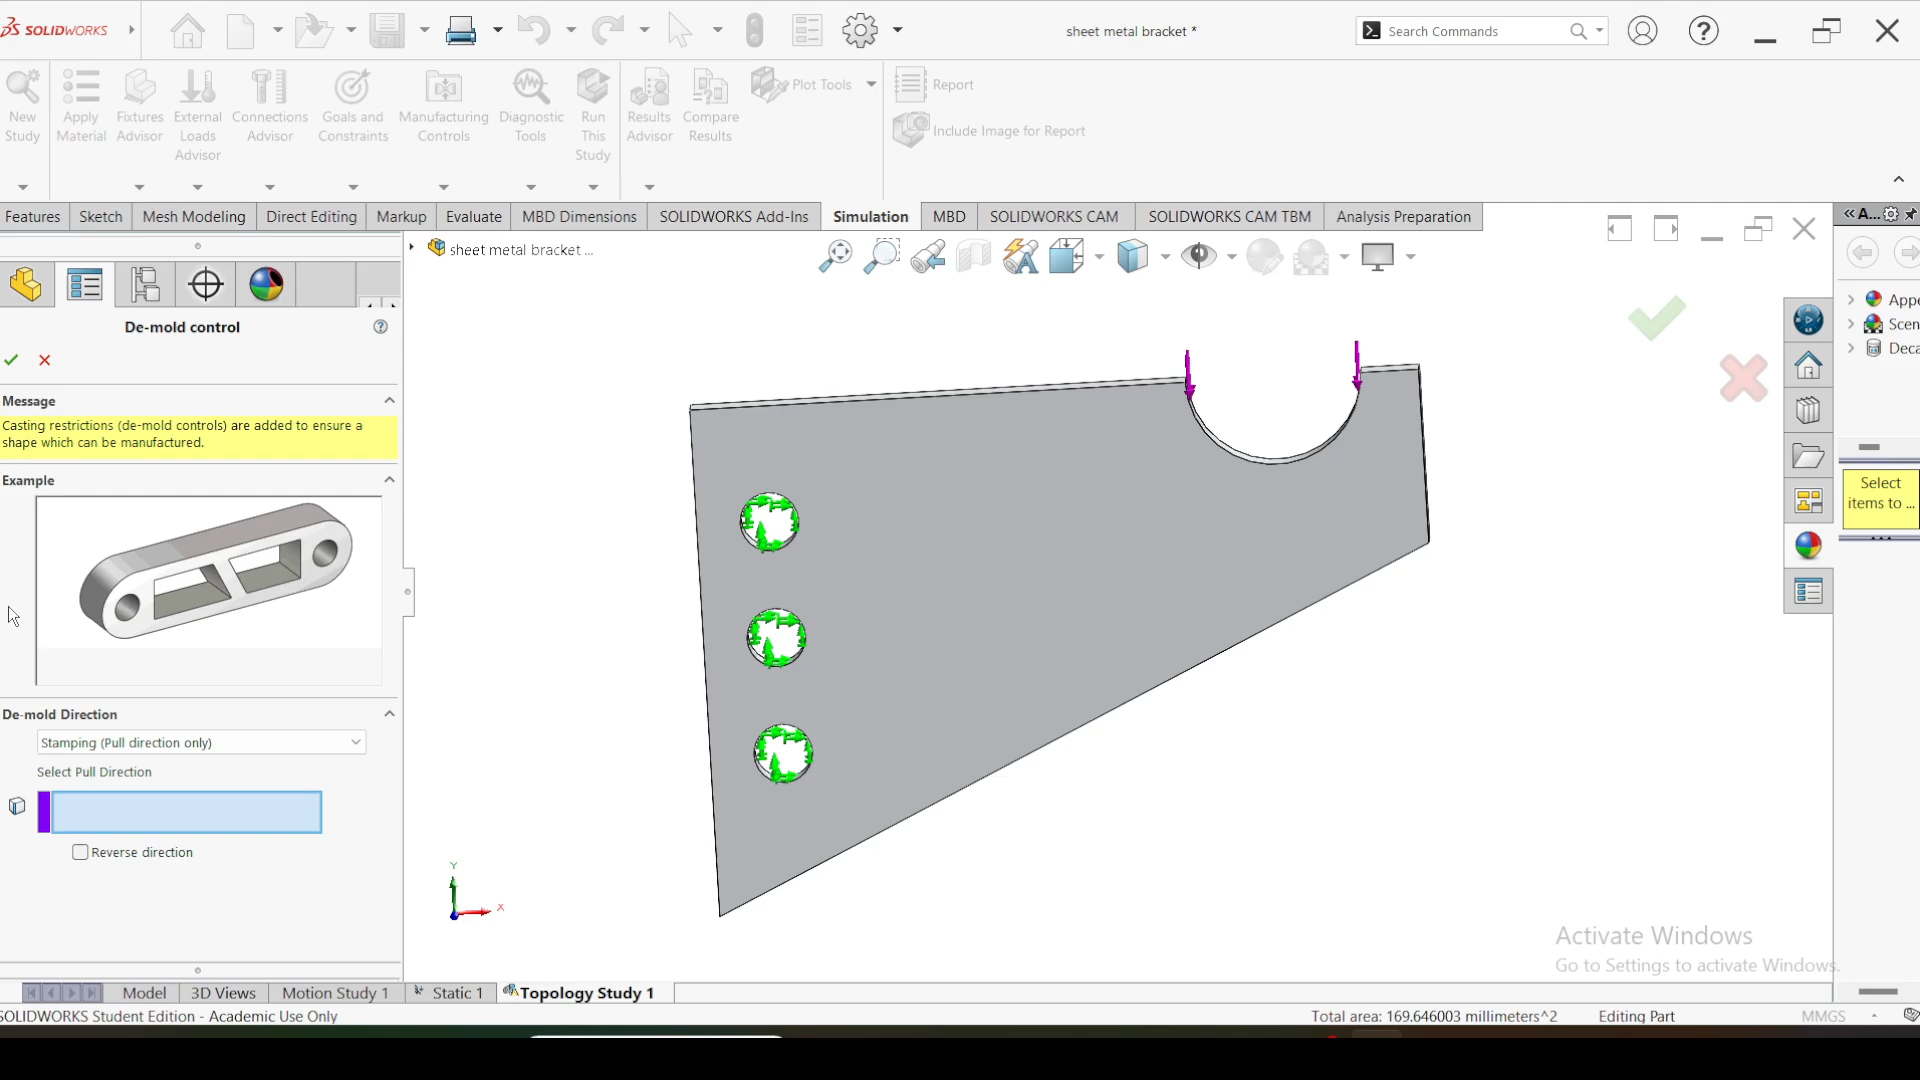 SOLIDWORKS
sheet metal bracket *
Search Commands
New Study
Apply Material
Fixtures Advisor
External Loads Advisor
Connections Advisor
Goals and Constraints
Manufacturing Controls
Diagnostic Tools
Run This Study
Results Advisor
Compare Results
Plot Tools
Report
Include Image for Report
Features
Sketch
Mesh Modeling
Direct Editing
Markup
Evaluate
MBD Dimensions
SOLIDWORKS Add-Ins
Simulation
MBD
SOLIDWORKS CAM
SOLIDWORKS CAM TBM
Analysis Preparation
A...
sheet metal bracket ...
De-mold control
Message
Casting restrictions (de-mold controls) are added to ensure a
shape which can be manufactured.
Example
De-mold Direction
Stamping (Pull direction only)
Select Pull Direction
Reverse direction
Y
X
Appe
Scen
Deca
Select
items to ...
Activate Windows
Go to Settings to activate Windows.
Model
3D Views
Motion Study 1
Static 1
Topology Study 1
SOLIDWORKS Student Edition - Academic Use Only
Total area: 169.646003 millimeters^2
Editing Part
MMGS